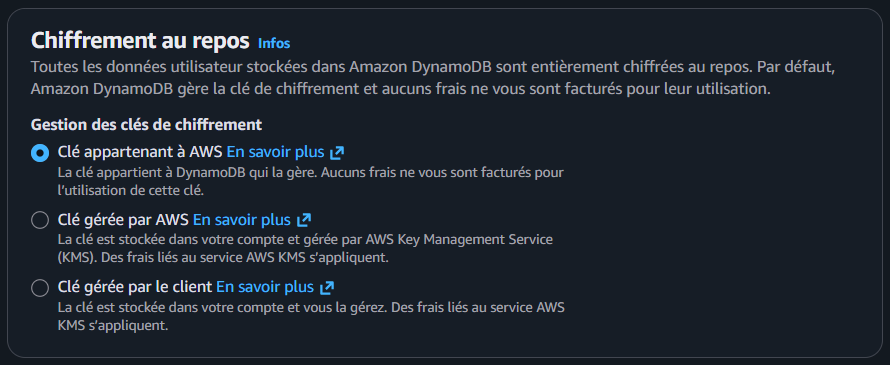 Chiffrement au repos Infos
Toutes les données utilisateur stockées dans Amazon DynamoDB sont entièrement chiffrées au repos. Par défaut,
Amazon DynamoDB gère la clé de chiffrement et aucuns frais ne vous sont facturés pour leur utilisation.
Gestion des clés de chiffrement
Clé appartenant à AWS En savoir plus
La clé appartient à DynamoDB qui la gère. Aucuns frais ne vous sont facturés pour
l’utilisation de cette clé.
Clé gérée par AWS En savoir plus
La clé est stockée dans votre compte et gérée par AWS Key Management Service
(KMS). Des frais liés au service AWS KMS s’appliquent.
Clé gérée par le client En savoir plus
La clé est stockée dans votre compte et vous la gérez. Des frais liés au service AWS
KMS s’appliquent.